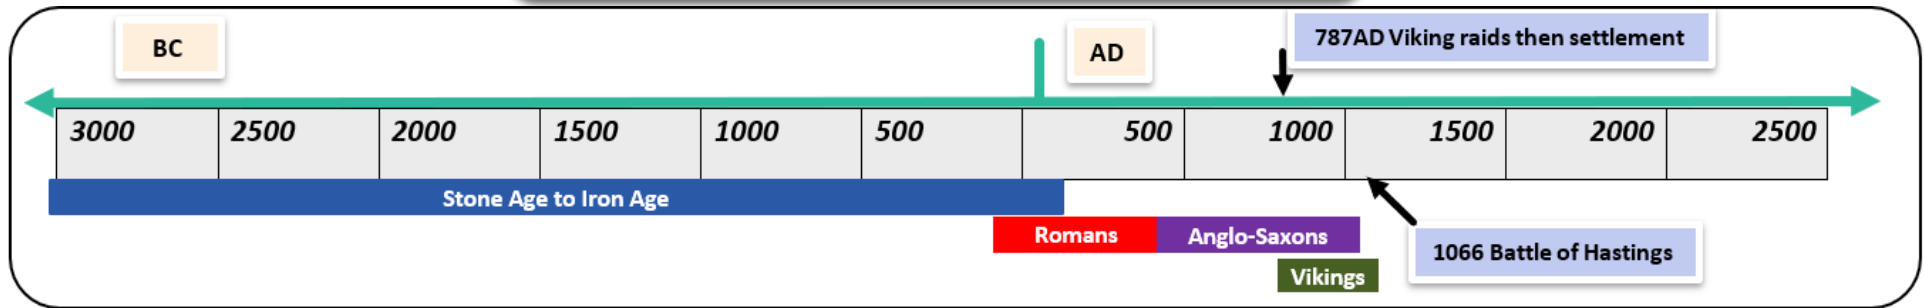 BC
AD
787AD Viking raids then settlement
3000 2500 2000 1500 1000 500 500 1000 1500 2000 2500
Stone Age to Iron Age
Romans
Anglo-Saxons
Vikings
1066 Battle of Hastings